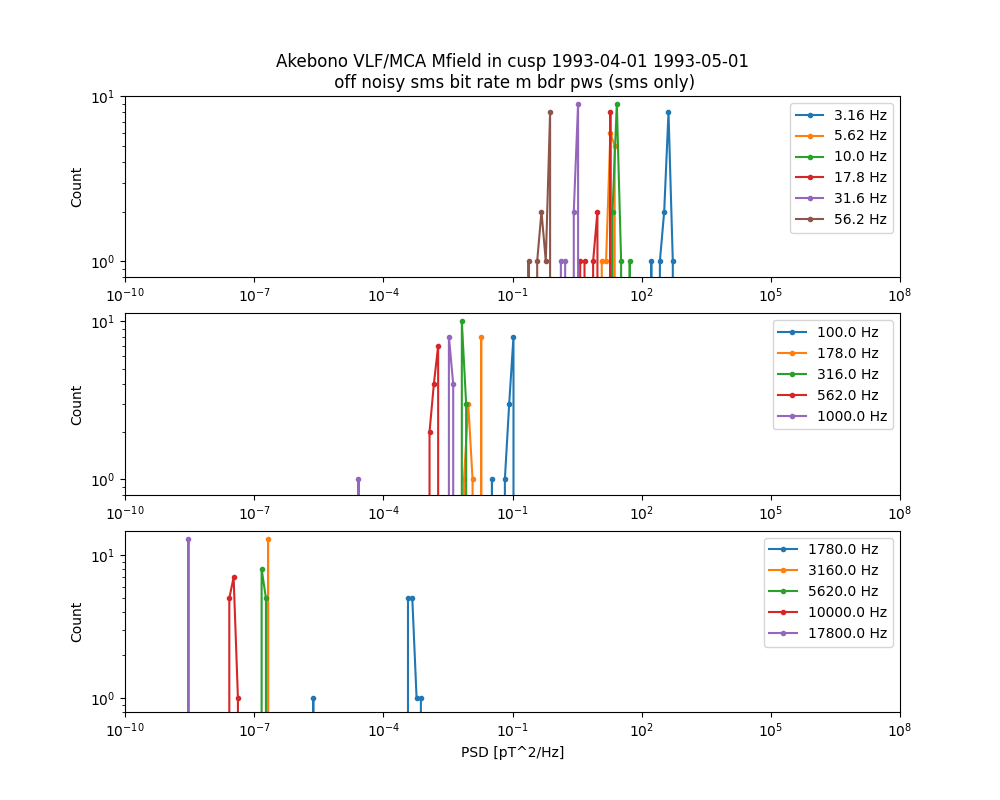 Akebono VLF/MCA Mfield in cusp 1993-04-01 1993-05-01
off noisy sms bit rate m bdr pws (sms only)
10^1
10^0
Count
3.16 Hz
5.62 Hz
10.0 Hz
17.8 Hz
31.6 Hz
56.2 Hz
10^-10 10^-7 10^-4 10^-1 10^2 10^5 10^8
10^1
10^0
Count
100.0 Hz
178.0 Hz
316.0 Hz
562.0 Hz
1000.0 Hz
10^-10 10^-7 10^-4 10^-1 10^2 10^5 10^8
10^1
10^0
Count
1780.0 Hz
3160.0 Hz
5620.0 Hz
10000.0 Hz
17800.0 Hz
10^-10 10^-7 10^-4 10^-1 10^2 10^5 10^8
PSD [pT^2/Hz]